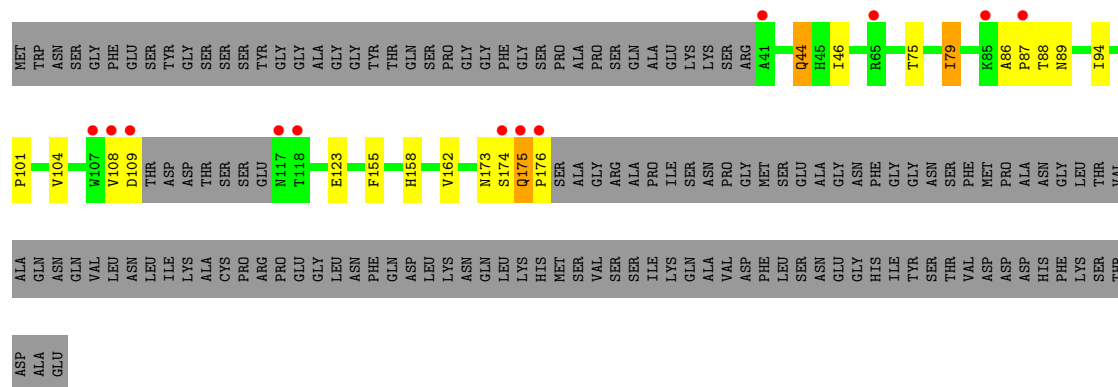 MET TRP ASN SER GLY PHE GLU SER TYR GLY SER SER SER TYR GLY GLY ALA GLY GLY TYR THR GLN SER PRO GLY GLY PHE GLY SER PRO ALA PRO SER GLN ALA GLU LYS LYS SER ARG A41 Q44 H45 I46 R65 T75 I79 K85 A86 P87 T88 N89 I94
P101 V104 W107 V108 D109 THR ASP ASP THR SER SER GLU N117 T118 E123 F155 H158 V162 N173 S174 Q175 P176 SER ALA GLY ARG ALA PRO ILE SER ASN PRO GLY MET SER GLU ALA GLY ASN PHE GLY GLY ASN SER PHE MET PRO ALA ASN GLY LEU THR VAL
ALA GLN ASN GLN VAL LEU ASN LEU ILE LYS ALA CYS PRO ARG PRO GLU GLY LEU ASN PHE GLN ASP LEU LYS ASN GLN LEU LYS HIS MET SER VAL SER SER ILE LYS GLN ALA VAL ASP PHE LEU SER ASN GLU GLY HIS ILE TYR SER THR VAL ASP ASP ASP HIS PHE LYS SER THR
ASP ALA GLU